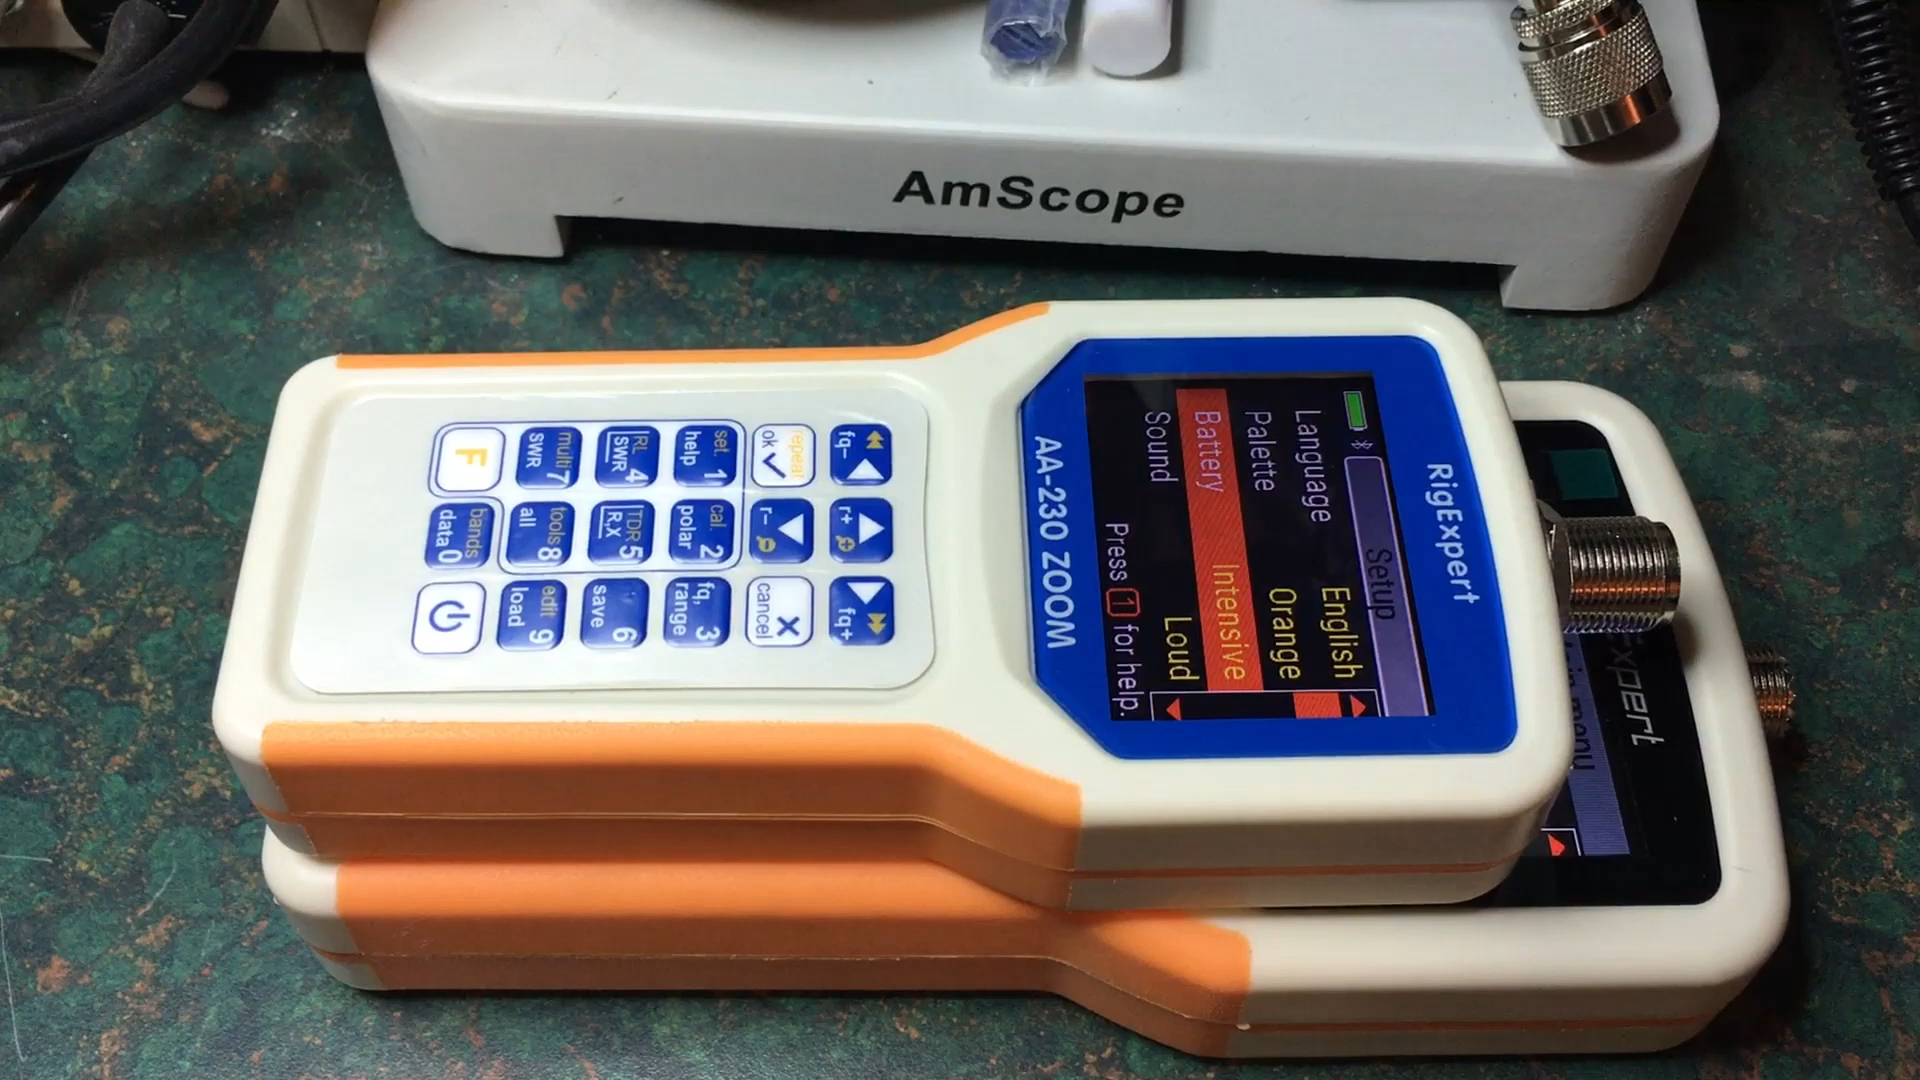 AmScope
RigExpert
Setup
Language English
Palette Orange
Battery Intensive
Sound Loud
Press 1 for help.
AA-230 ZOOM
fq- r+ fq+
repeat ok r- cancel
set. 1 help cal 2 polar 3 fq, range
RL 4 SWR TDR 5 R,X 6 save
multi 7 SWR tools 8 all edit 9 load
F bands 0 data
xpert
menu